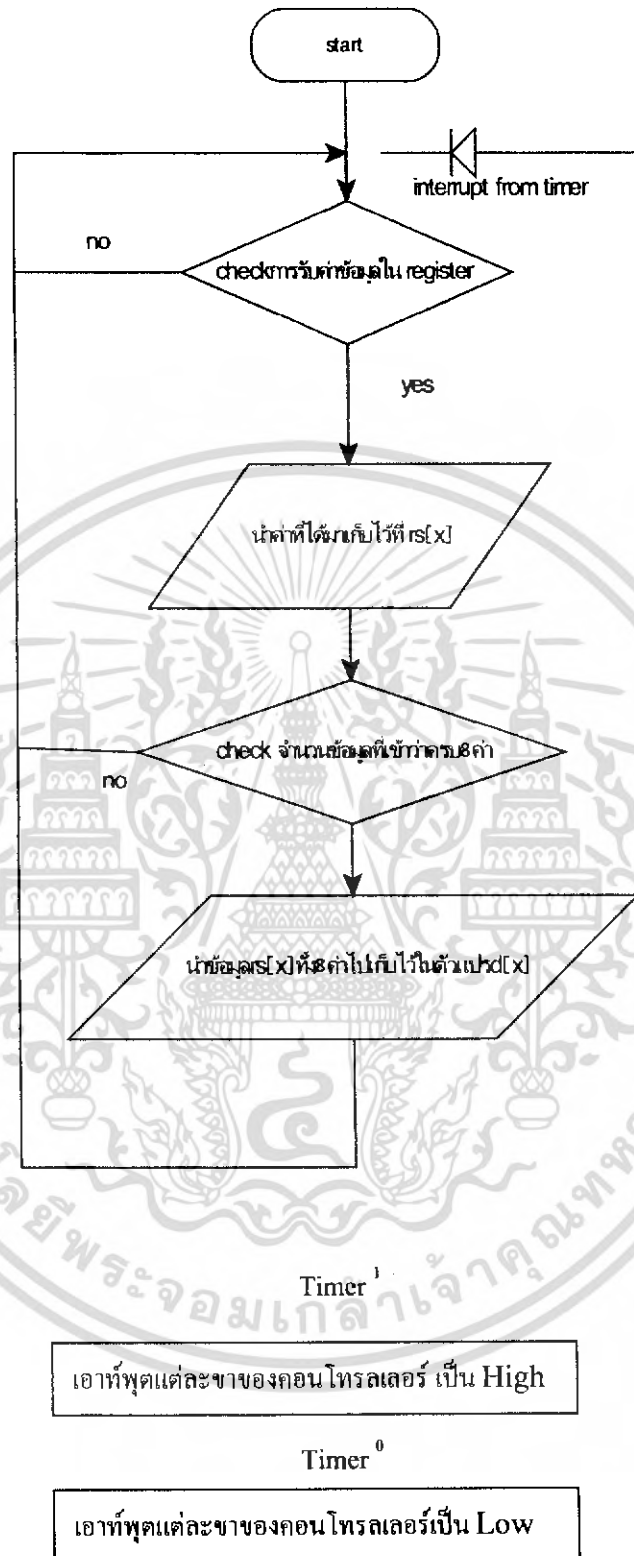 start
interrupt from timer
no
checkการรับค่าข้อมูลใน register
yes
นำค่าที่ได้มาเก็บไว้ที่ rs[x]
check จำนวนข้อมูลที่เข้าว่าครบ8ค่า
no
นำข้อมูลrs[x]ทั้ง8ค่าไปเก็บไว้ในตัวแปรd[x]
Timer 1
เอาท์พุตแต่ละขาของคอนโทรลเลอร์ เป็น High
Timer 0
เอาท์พุตแต่ละขาของคอนโทรลเลอร์เป็น Low